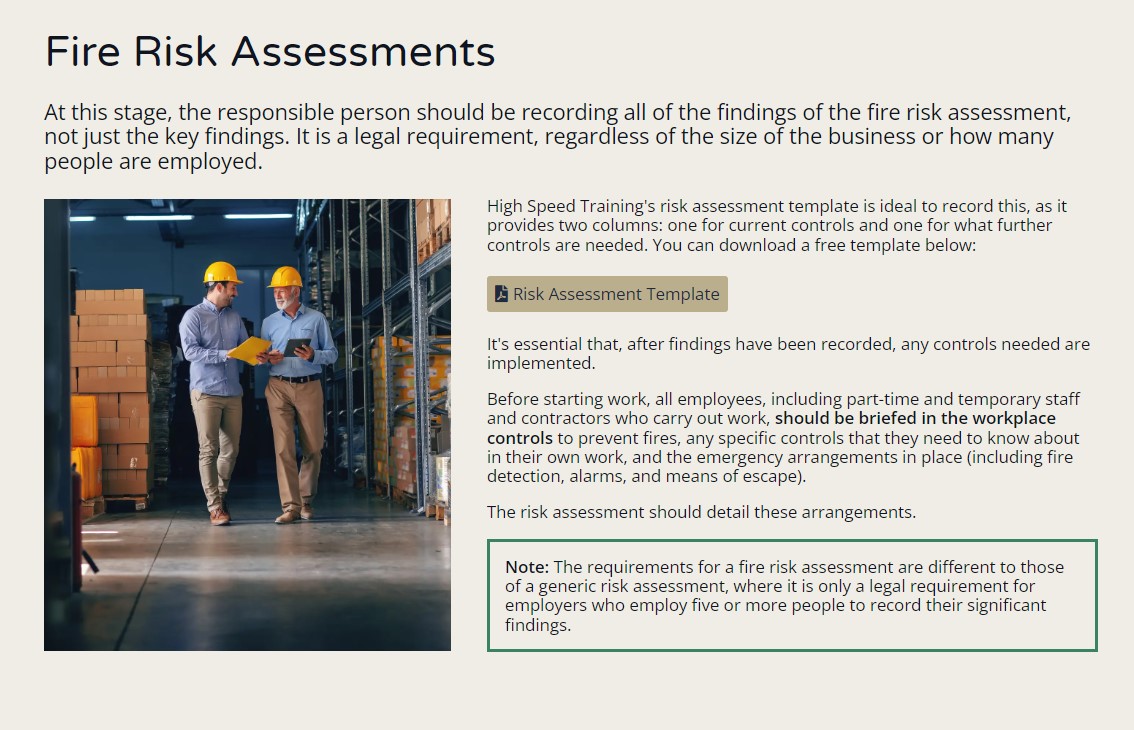 Fire Risk Assessments
At this stage, the responsible person should be recording all of the findings of the fire risk assessment,
not just the key findings. It is a legal requirement, regardless of the size of the business or how many
people are employed.
High Speed Training's risk assessment template is ideal to record this, as it
provides two columns: one for current controls and one for what further
controls are needed. You can download a free template below:
Risk Assessment Template
It's essential that, after findings have been recorded, any controls needed are
implemented.
Before starting work, all employees, including part-time and temporary staff
and contractors who carry out work, should be briefed in the workplace
controls to prevent fires, any specific controls that they need to know about
in their own work, and the emergency arrangements in place (including fire
detection, alarms, and means of escape).
The risk assessment should detail these arrangements.
Note: The requirements for a fire risk assessment are different to those
of a generic risk assessment, where it is only a legal requirement for
employers who employ five or more people to record their significant
findings.